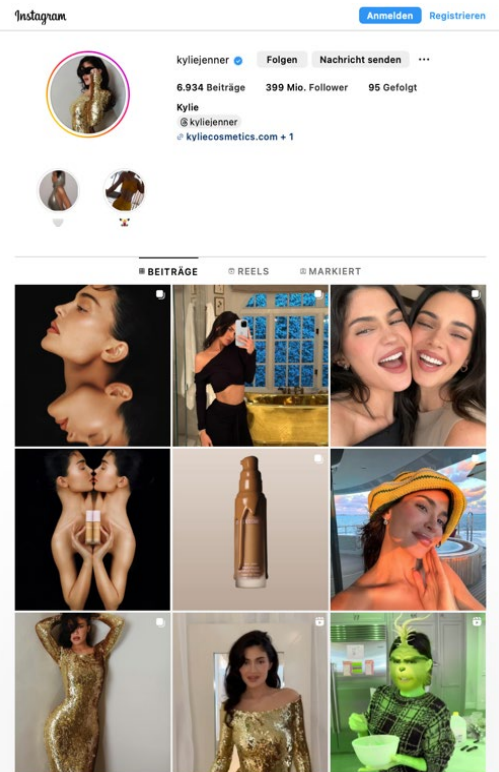 Instagram
Anmelden Registrieren
kyliejenner Folgen Nachricht senden
6.934 Beiträge 399 Mio. Follower 95 Gefolgt
Kylie
kyliejenner
kyliecosmetics.com + 1
BEITRÄGE REELS MARKIERT